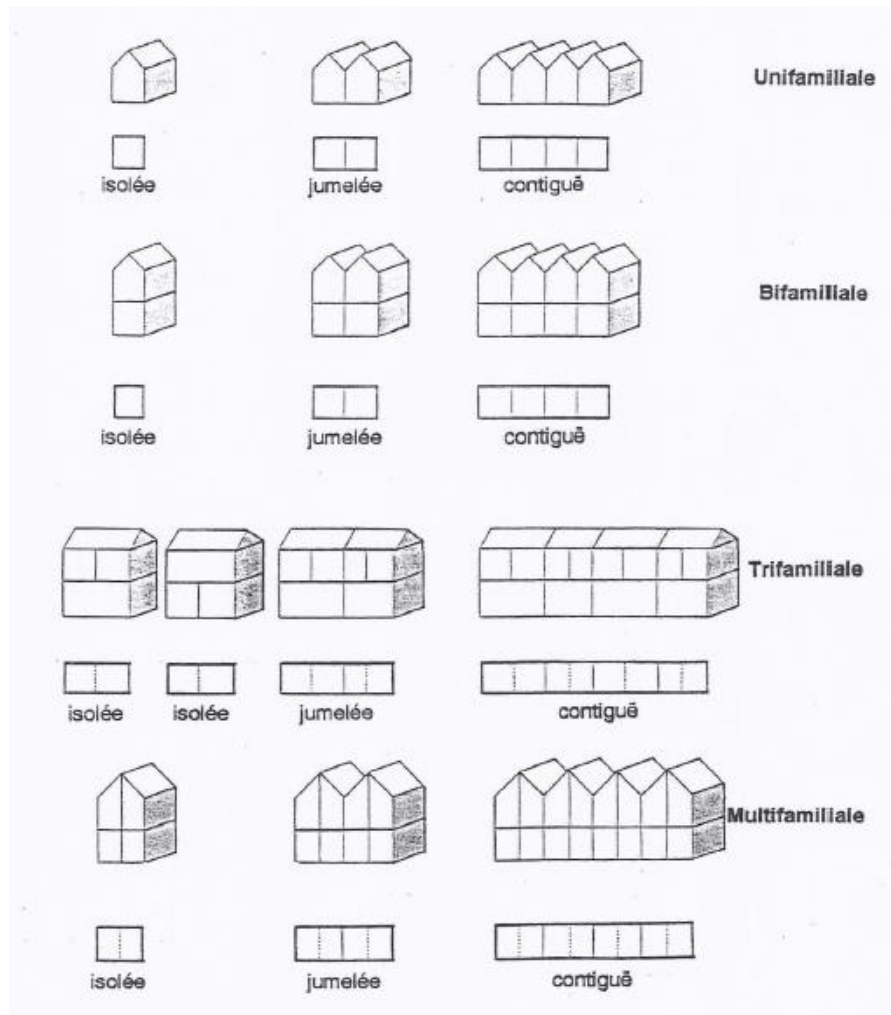 Unifamiliale
isolée
jumelée
contiguë
Bifamiliale
isolée
jumelée
contiguë
Trifamiliale
isolée
isolée
jumelée
contiguë
Multifamiliale
isolée
jumelée
contiguë